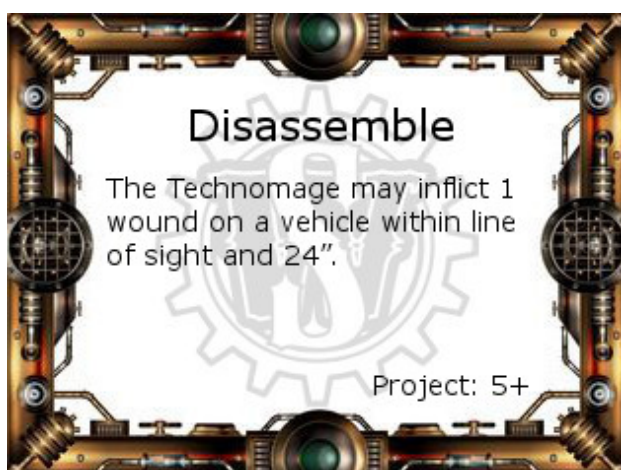 Disassemble
The Technomage may inflict 1
wound on a vehicle within line
of sight and 24”.
Project: 5+